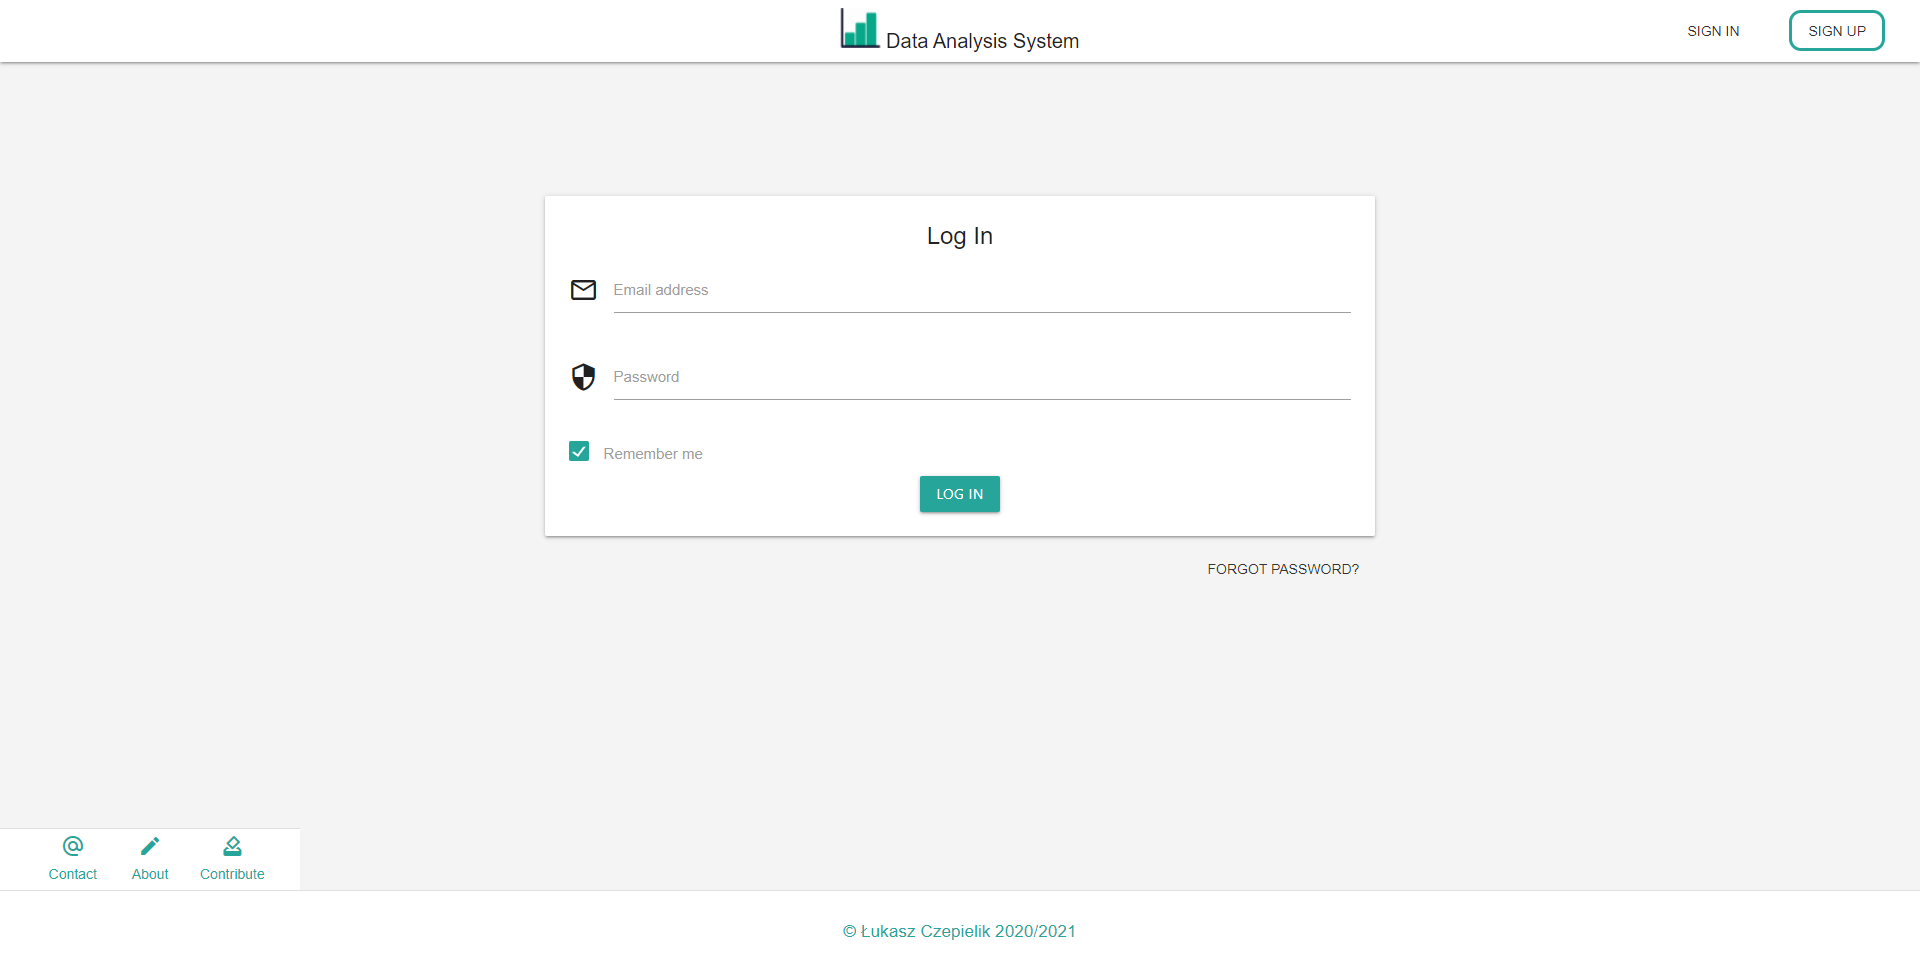 Data Analysis System
SIGN IN
SIGN UP
Log In
Email address
Password
Remember me
LOG IN
FORGOT PASSWORD?
Contact
About
Contribute
© Łukasz Czepielik 2020/2021